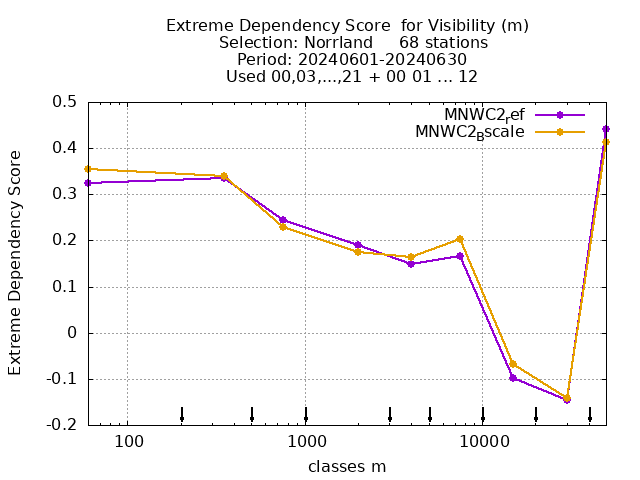 Extreme Dependency Score  for Visibility (m)
Selection: Norrland     68 stations
Period: 20240601-20240630
Used 00,03,...,21 + 00 01 ... 12
MNWC2ref
MNWC2Bscale
0.5
0.4
0.3
0.2
0.1
0
-0.1
-0.2
Extreme Dependency Score
100
1000
10000
classes m